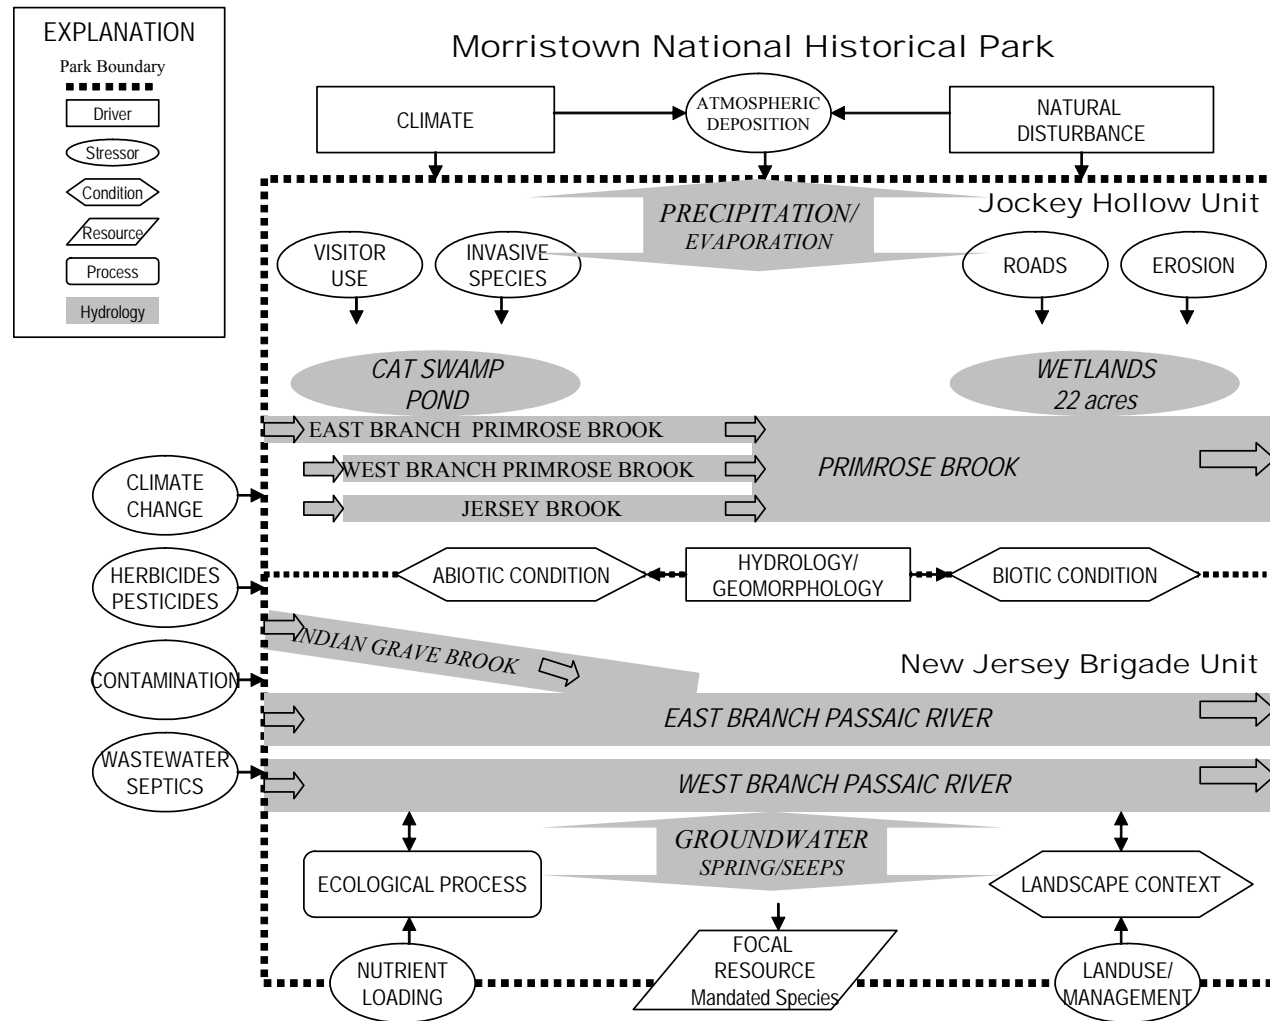 EXPLANATION
Park Boundary
Driver
Stressor
Condition
Resource
Process
Hydrology
Morristown National Historical Park
CLIMATE
ATMOSPHERIC
DEPOSITION
NATURAL
DISTURBANCE
Jockey Hollow Unit
PRECIPITATION/
EVAPORATION
VISITOR
USE
INVASIVE
SPECIES
ROADS
EROSION
CAT SWAMP
POND
WETLANDS
22 acres
EAST BRANCH PRIMROSE BROOK
WEST BRANCH PRIMROSE BROOK
JERSEY BROOK
PRIMROSE BROOK
CLIMATE
CHANGE
HERBICIDES
PESTICIDES
CONTAMINATION
WASTEWATER
SEPTICS
ABIOTIC CONDITION
HYDROLOGY/
GEOMORPHOLOGY
BIOTIC CONDITION
INDIAN GRAVE BROOK
New Jersey Brigade Unit
EAST BRANCH PASSAIC RIVER
WEST BRANCH PASSAIC RIVER
GROUNDWATER
SPRING/SEEPS
ECOLOGICAL PROCESS
LANDSCAPE CONTEXT
NUTRIENT
LOADING
FOCAL
RESOURCE
Mandated Species
LANDUSE/
MANAGEMENT